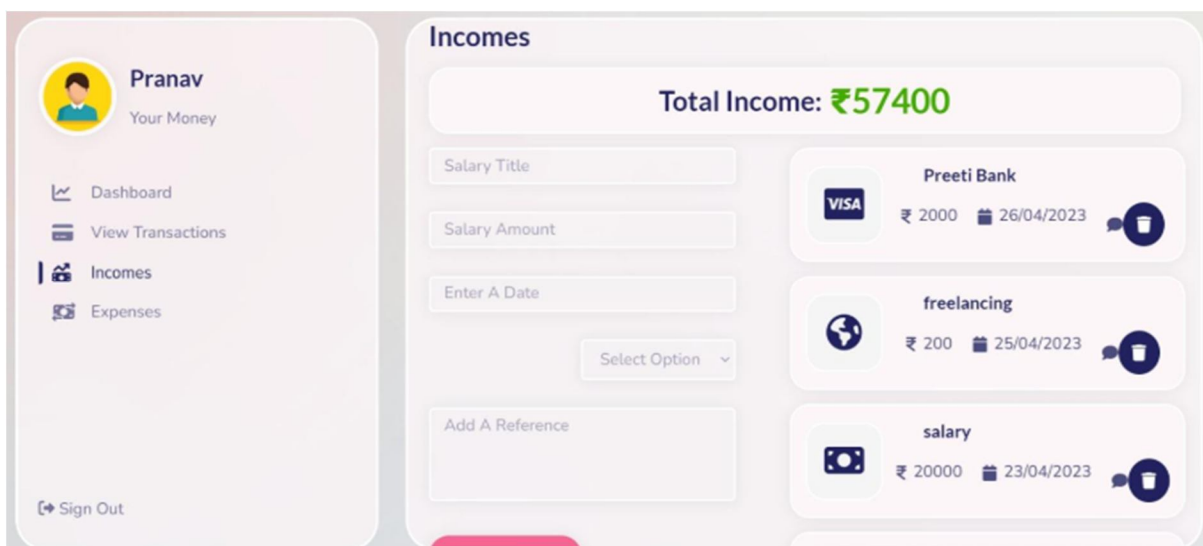 Pranav
Your Money
Dashboard
View Transactions
Incomes
Expenses
Sign Out
Incomes
Total Income: ₹57400
Salary Title
Salary Amount
Enter A Date
Select Option
Add A Reference
Preeti Bank
VISA
₹ 2000 26/04/2023
freelancing
₹ 200 25/04/2023
salary
₹ 20000 23/04/2023